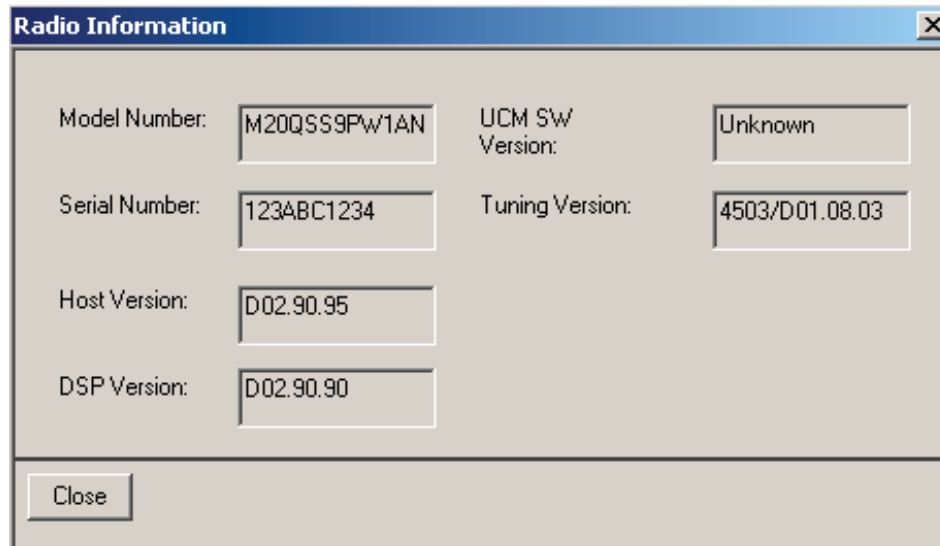 Radio Information
Model Number: M20QSS9PW1AN UCM SW Version: Unknown
Serial Number: 123ABC1234 Tuning Version: 4503/D01.08.03
Host Version: D02.90.95
DSP Version: D02.90.90
Close